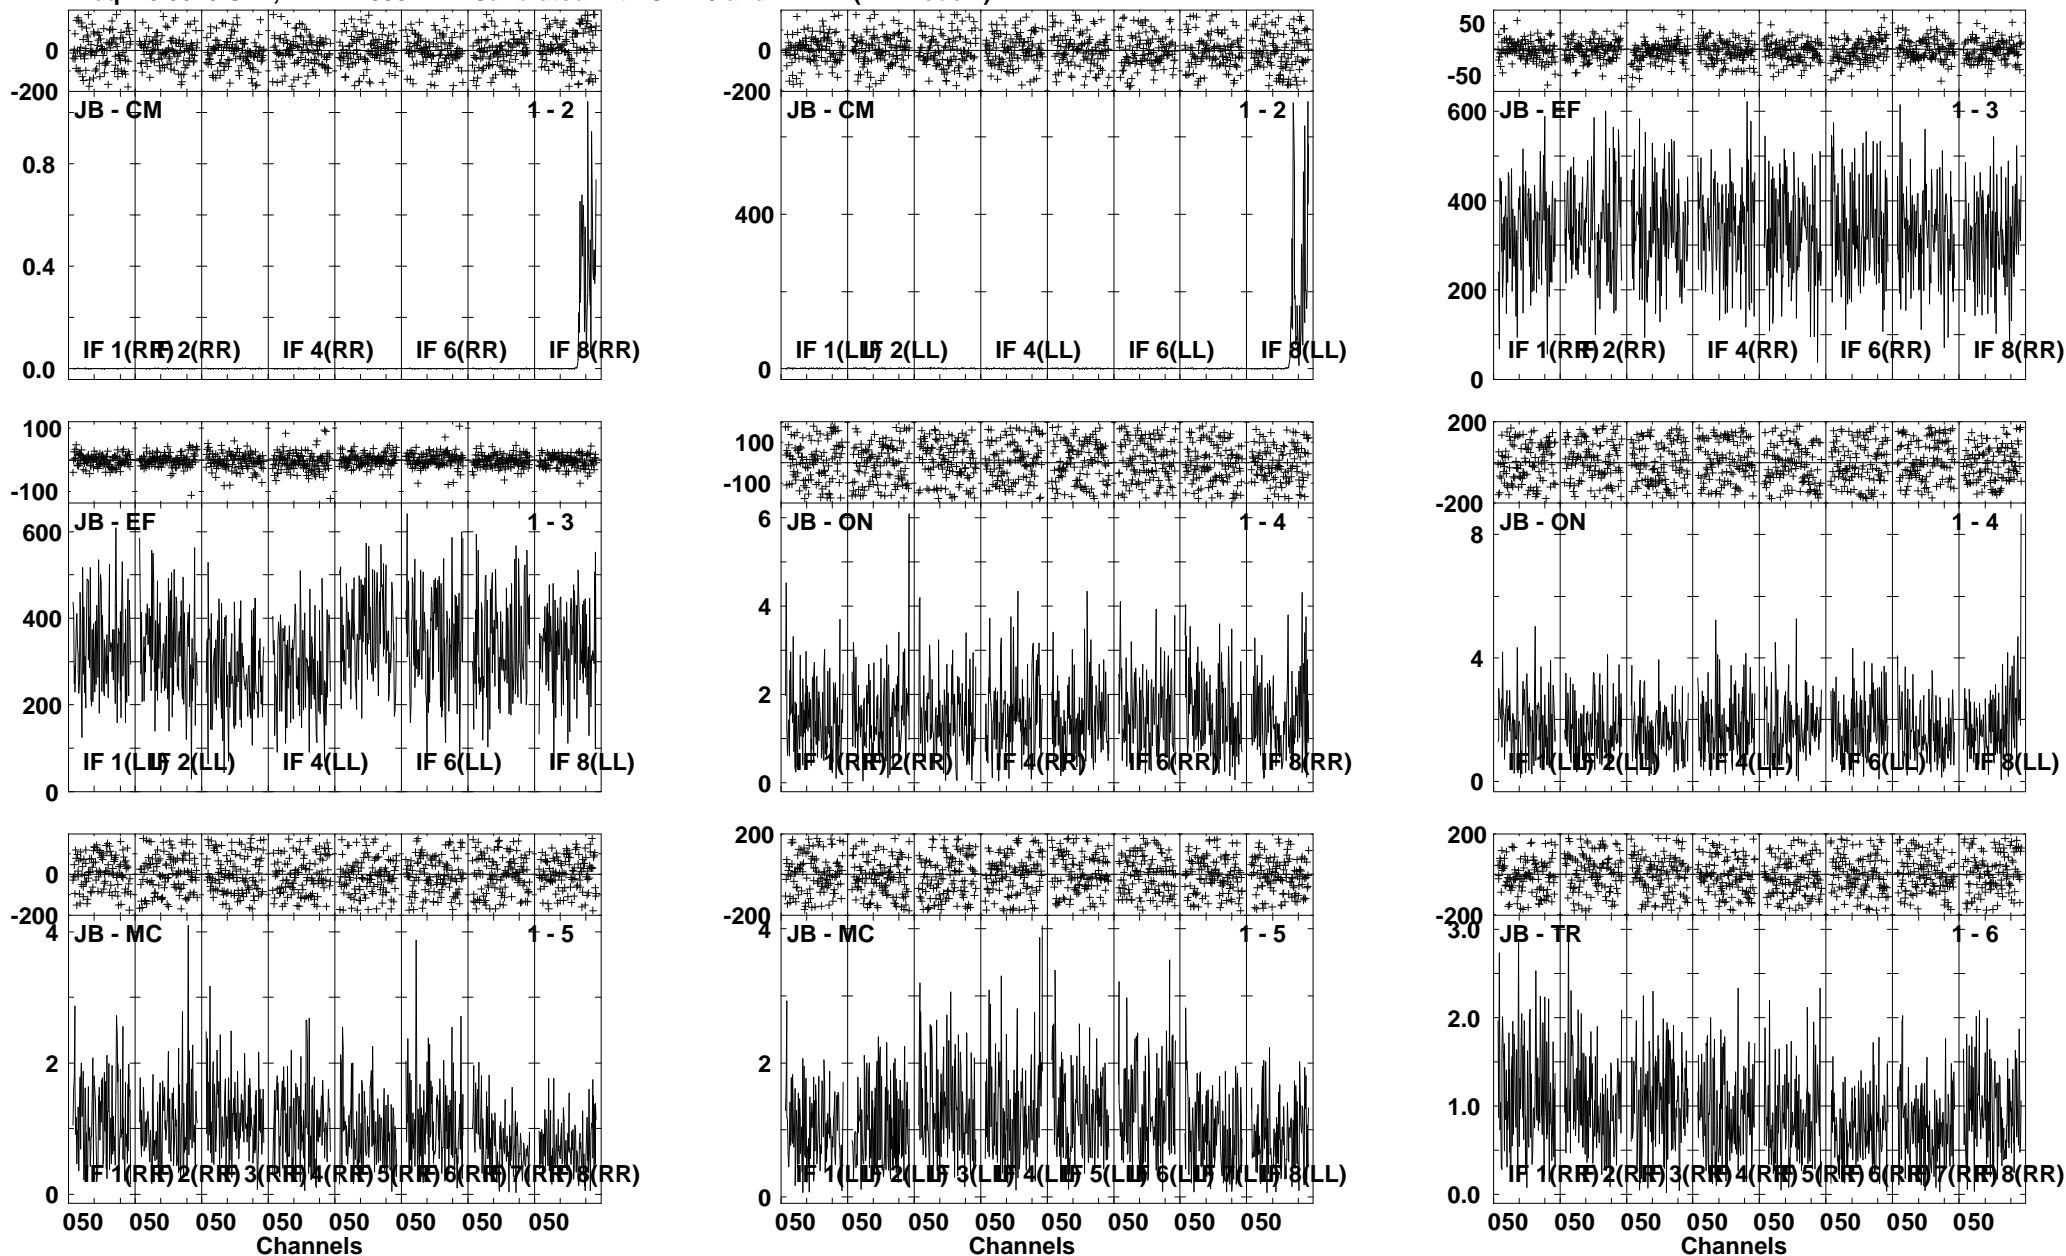 0
-200
JB - CM 1 - 2
0.8
0.4
0.0
IF 1(RR) IF 2(RR) IF 4(RR) IF 6(RR) IF 8(RR)
0
-200
JB - CM 1 - 2
400
0
IF 1(LL) IF 2(LL) IF 4(LL) IF 6(LL) IF 8(LL)
50
-50
JB - EF 1 - 3
600
400
200
0
IF 1(RR) IF 2(RR) IF 4(RR) IF 6(RR) IF 8(RR)
100
-100
JB - EF 1 - 3
600
400
200
0
IF 1(LL) IF 2(LL) IF 4(LL) IF 6(LL) IF 8(LL)
100
-100
JB - ON 1 - 4
6
4
2
0
IF 1(RR) IF 2(RR) IF 4(RR) IF 6(RR) IF 8(RR)
200
-200
JB - ON 1 - 4
8
4
0
IF 1(LL) IF 2(LL) IF 4(LL) IF 6(LL) IF 8(LL)
0
-200
JB - MC 1 - 5
4
2
0
IF 1(RR) IF 2(RR) IF 3(RR) IF 4(RR) IF 5(RR) IF 6(RR) IF 7(RR) IF 8(RR)
050 050 050 050 050 050 050 050
Channels
200
-200
JB - MC 1 - 5
4
2
0
IF 1(LL) IF 2(LL) IF 3(LL) IF 4(LL) IF 5(LL) IF 6(LL) IF 7(LL) IF 8(LL)
050 050 050 050 050 050 050 050
200
-200
JB - TR 1 - 6
3.0
2.0
1.0
0.0
IF 1(RR) IF 2(RR) IF 3(RR) IF 4(RR) IF 5(RR) IF 6(RR) IF 7(RR) IF 8(RR)
050 050 050 050 050 050 050 050
Channels